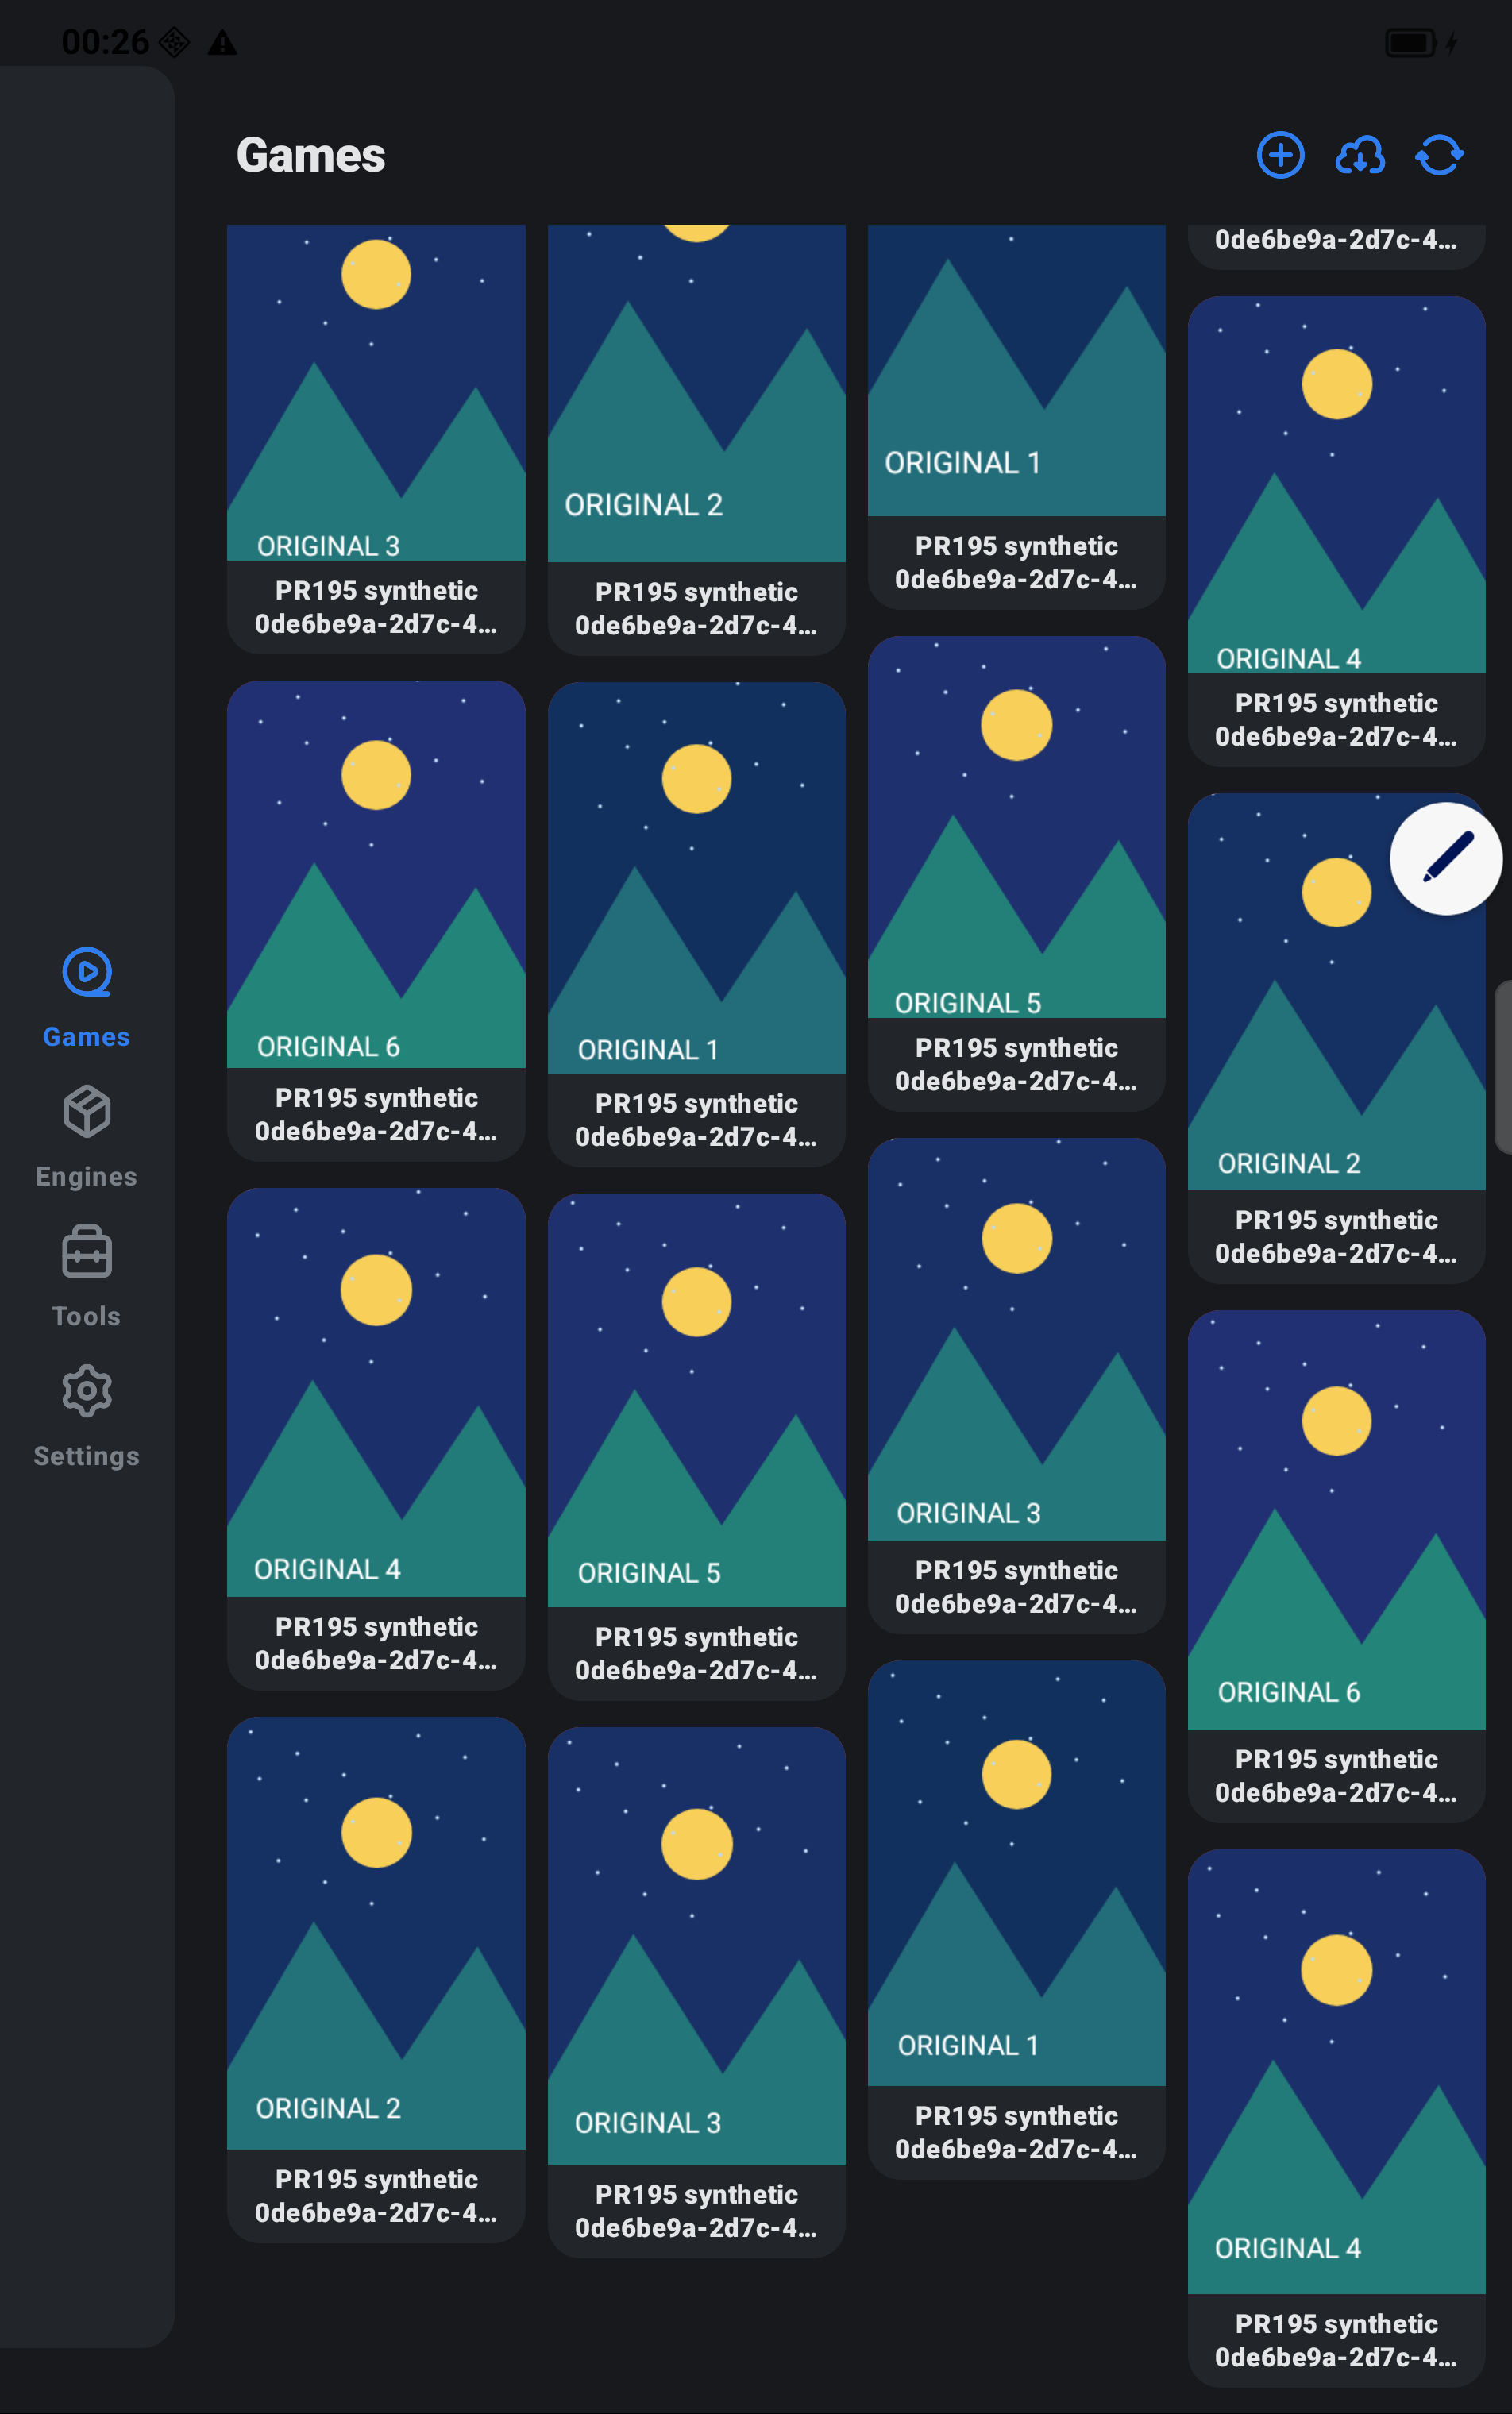 00:26
Games
ORIGINAL 3
PR195 synthetic
0de6be9a-2d7c-4…
ORIGINAL 6
PR195 synthetic
0de6be9a-2d7c-4…
ORIGINAL 4
PR195 synthetic
0de6be9a-2d7c-4…
ORIGINAL 2
PR195 synthetic
0de6be9a-2d7c-4…
ORIGINAL 2
PR195 synthetic
0de6be9a-2d7c-4…
ORIGINAL 1
PR195 synthetic
0de6be9a-2d7c-4…
ORIGINAL 5
PR195 synthetic
0de6be9a-2d7c-4…
ORIGINAL 3
PR195 synthetic
0de6be9a-2d7c-4…
ORIGINAL 1
PR195 synthetic
0de6be9a-2d7c-4…
ORIGINAL 5
PR195 synthetic
0de6be9a-2d7c-4…
ORIGINAL 3
PR195 synthetic
0de6be9a-2d7c-4…
ORIGINAL 1
PR195 synthetic
0de6be9a-2d7c-4…
0de6be9a-2d7c-4…
ORIGINAL 4
PR195 synthetic
0de6be9a-2d7c-4…
ORIGINAL 2
PR195 synthetic
0de6be9a-2d7c-4…
ORIGINAL 6
PR195 synthetic
0de6be9a-2d7c-4…
ORIGINAL 4
PR195 synthetic
0de6be9a-2d7c-4…
Games
Engines
Tools
Settings